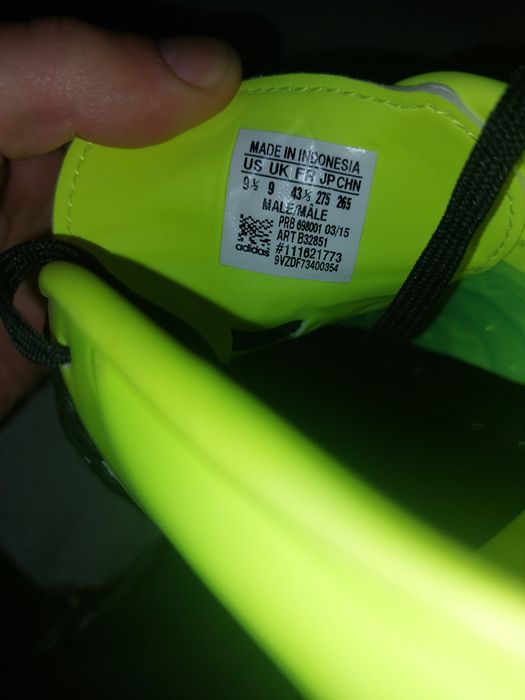 MADE IN INDONESIA
US UK FR JP CHN
9½ 9 43⅓ 275 265
MALE/MÂLE
PRB 698001 03/15
ART B32851
adidas #111621773
9VZDF73400354